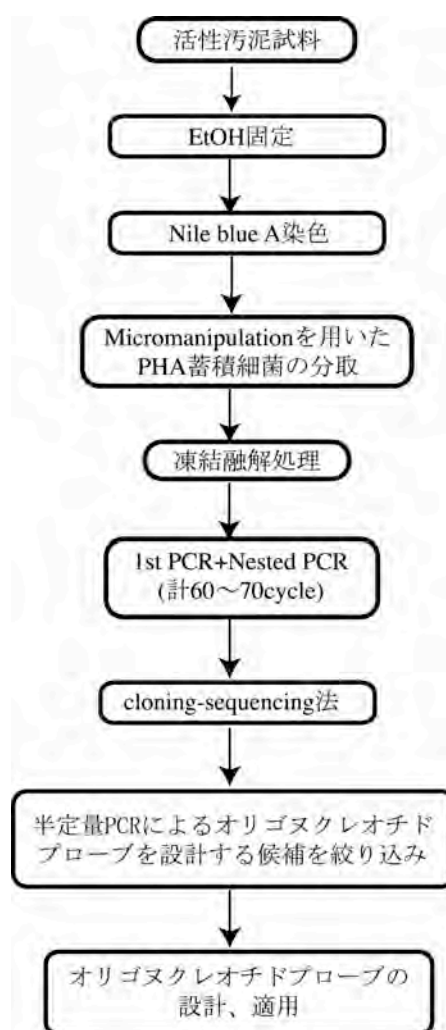 活性汚泥試料
EtOH固定
Nile blue A染色
Micromanipulationを用いた
PHA蓄積細菌の分取
凍結融解処理
1st PCR+Nested PCR
(計60～70cycle)
cloning-sequencing法
半定量PCRによるオリゴヌクレオチド
プローブを設計する候補を絞り込み
オリゴヌクレオチドプローブの
設計、適用